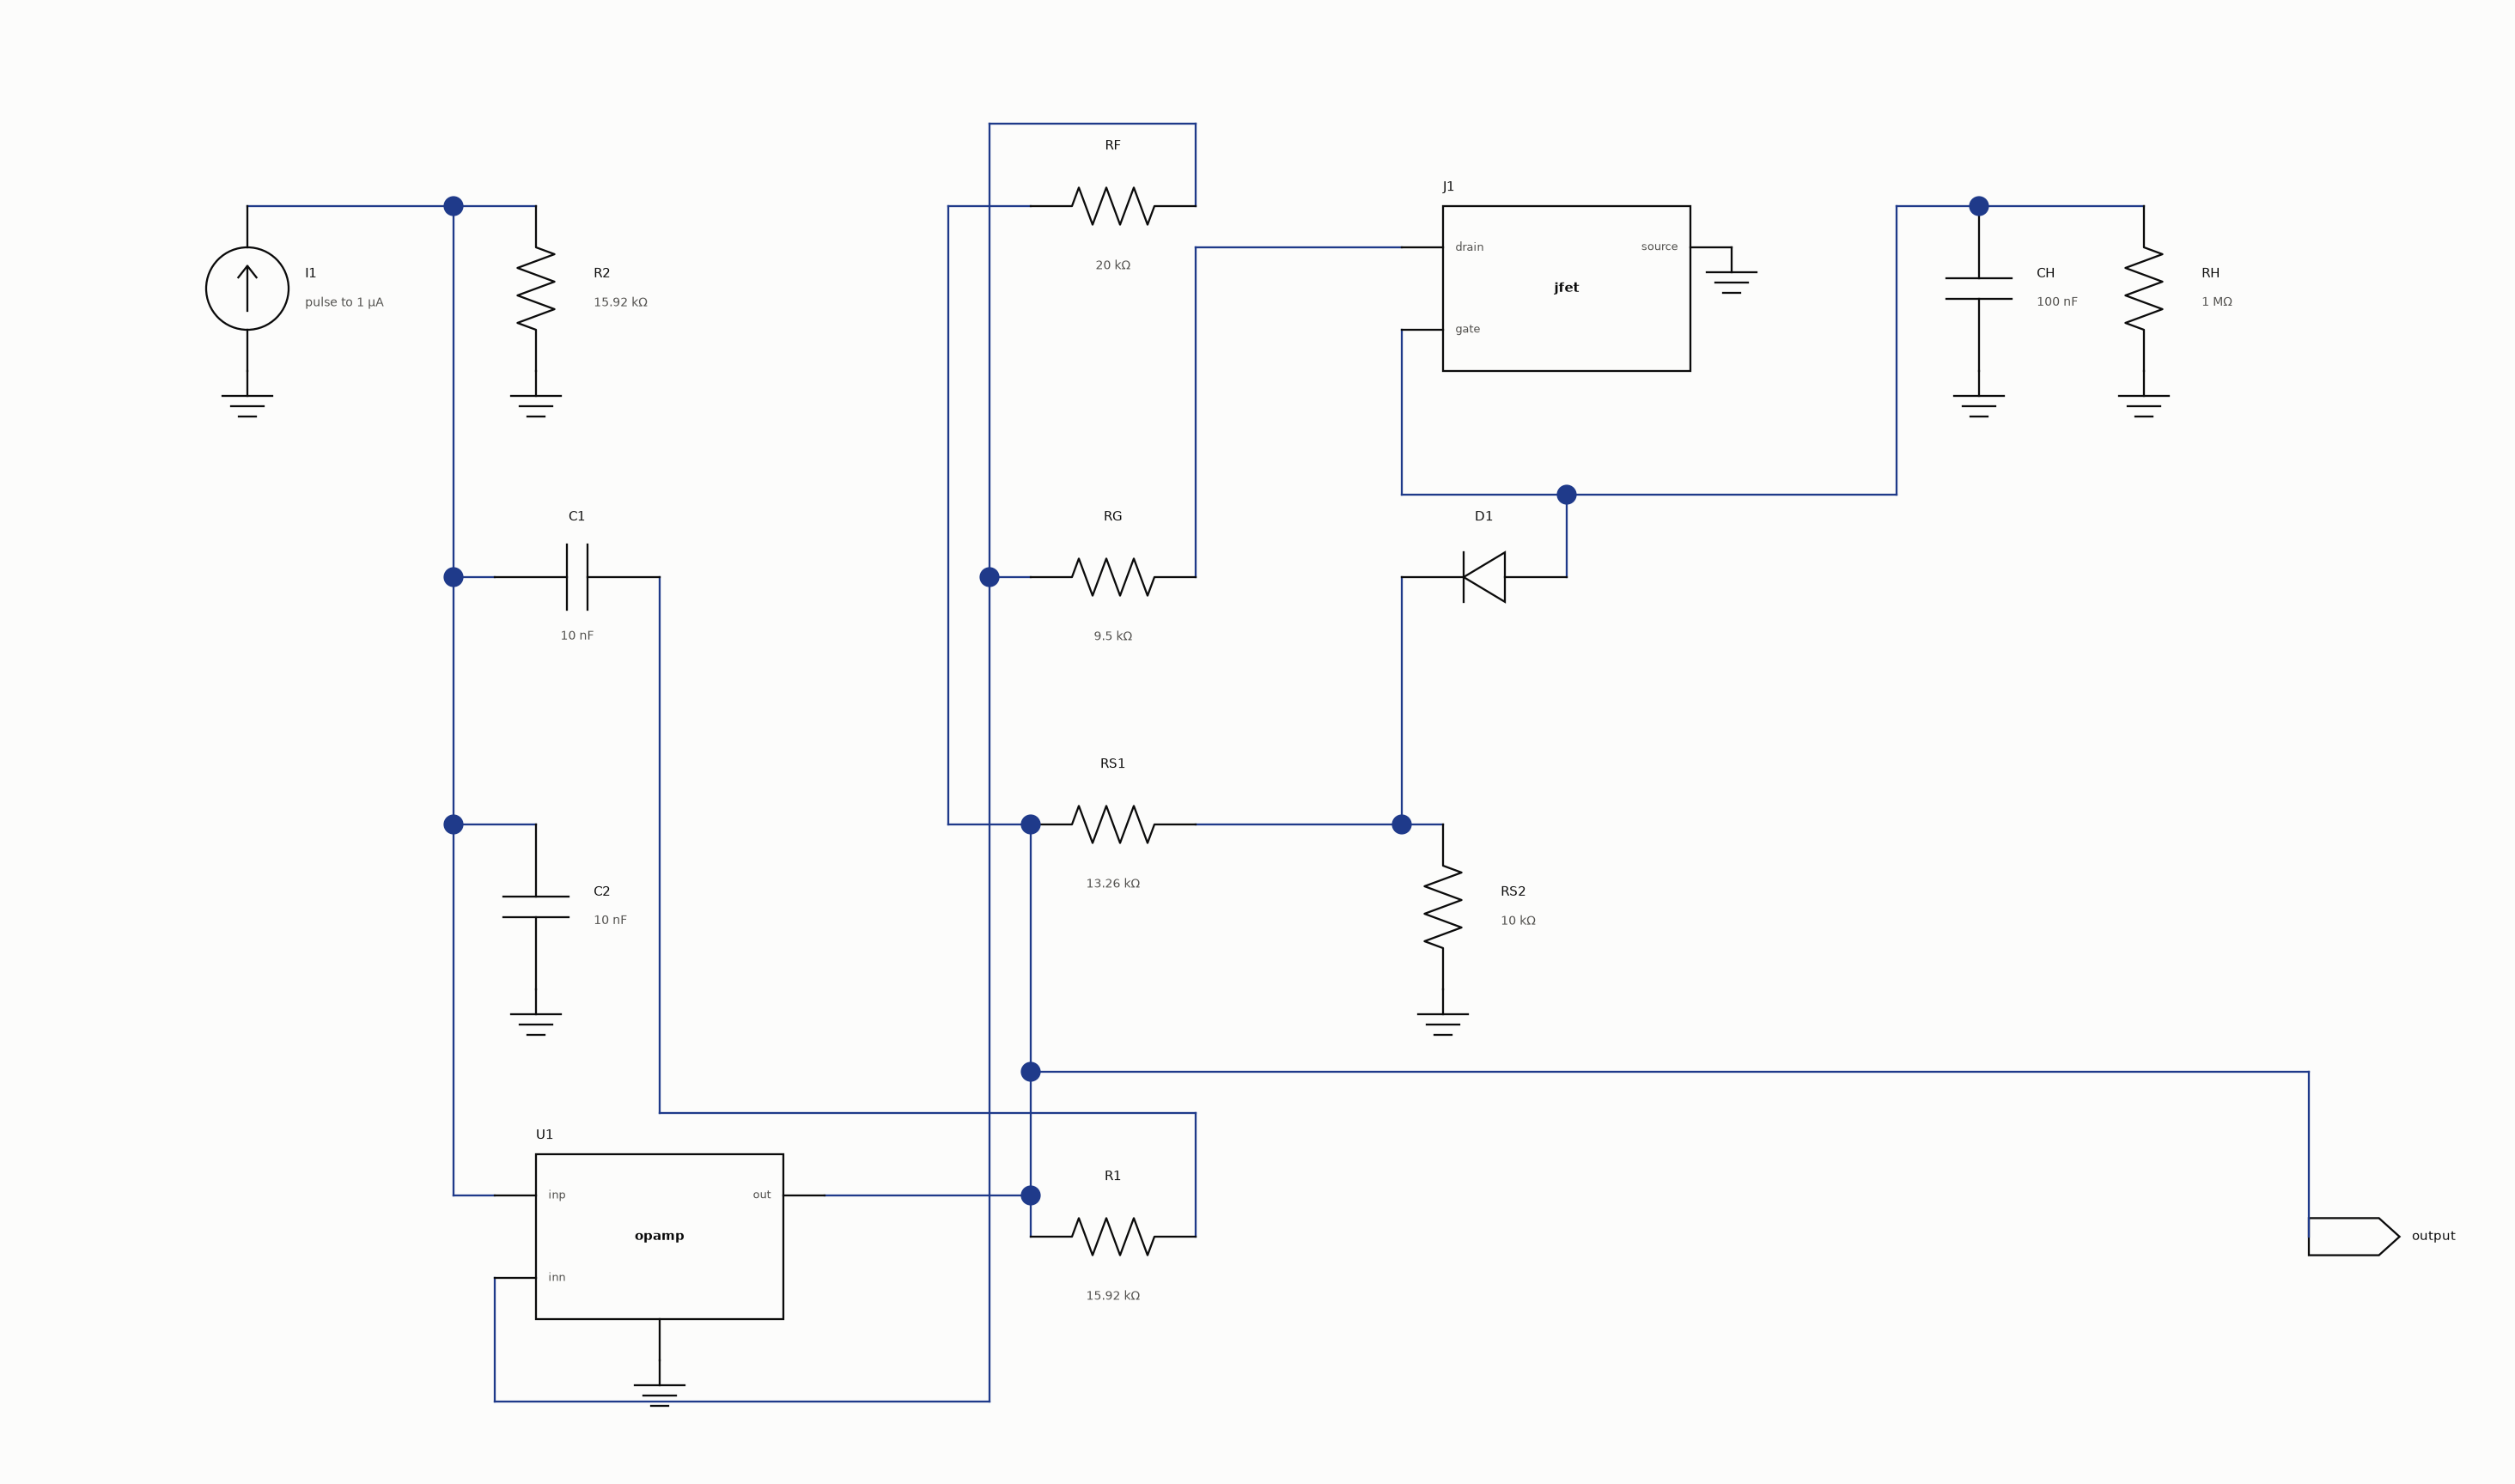 RF
20 kΩ
J1
drain
source
jfet
gate
I1
pulse to 1 µA
R2
15.92 kΩ
CH
100 nF
RH
1 MΩ
C1
10 nF
RG
9.5 kΩ
D1
RS1
13.26 kΩ
C2
10 nF
RS2
10 kΩ
U1
inp
out
opamp
inn
R1
15.92 kΩ
output